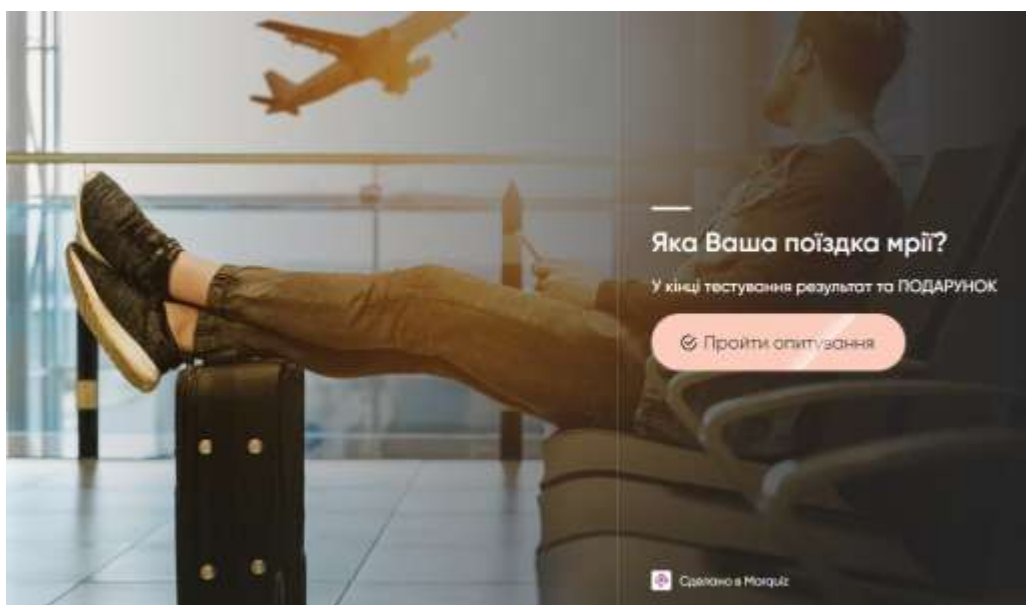 Яка Ваша поїздка мрії?
У кінці тестування результат та ПОДАРУНОК
Пройти опитування
Сделано в Marquiz